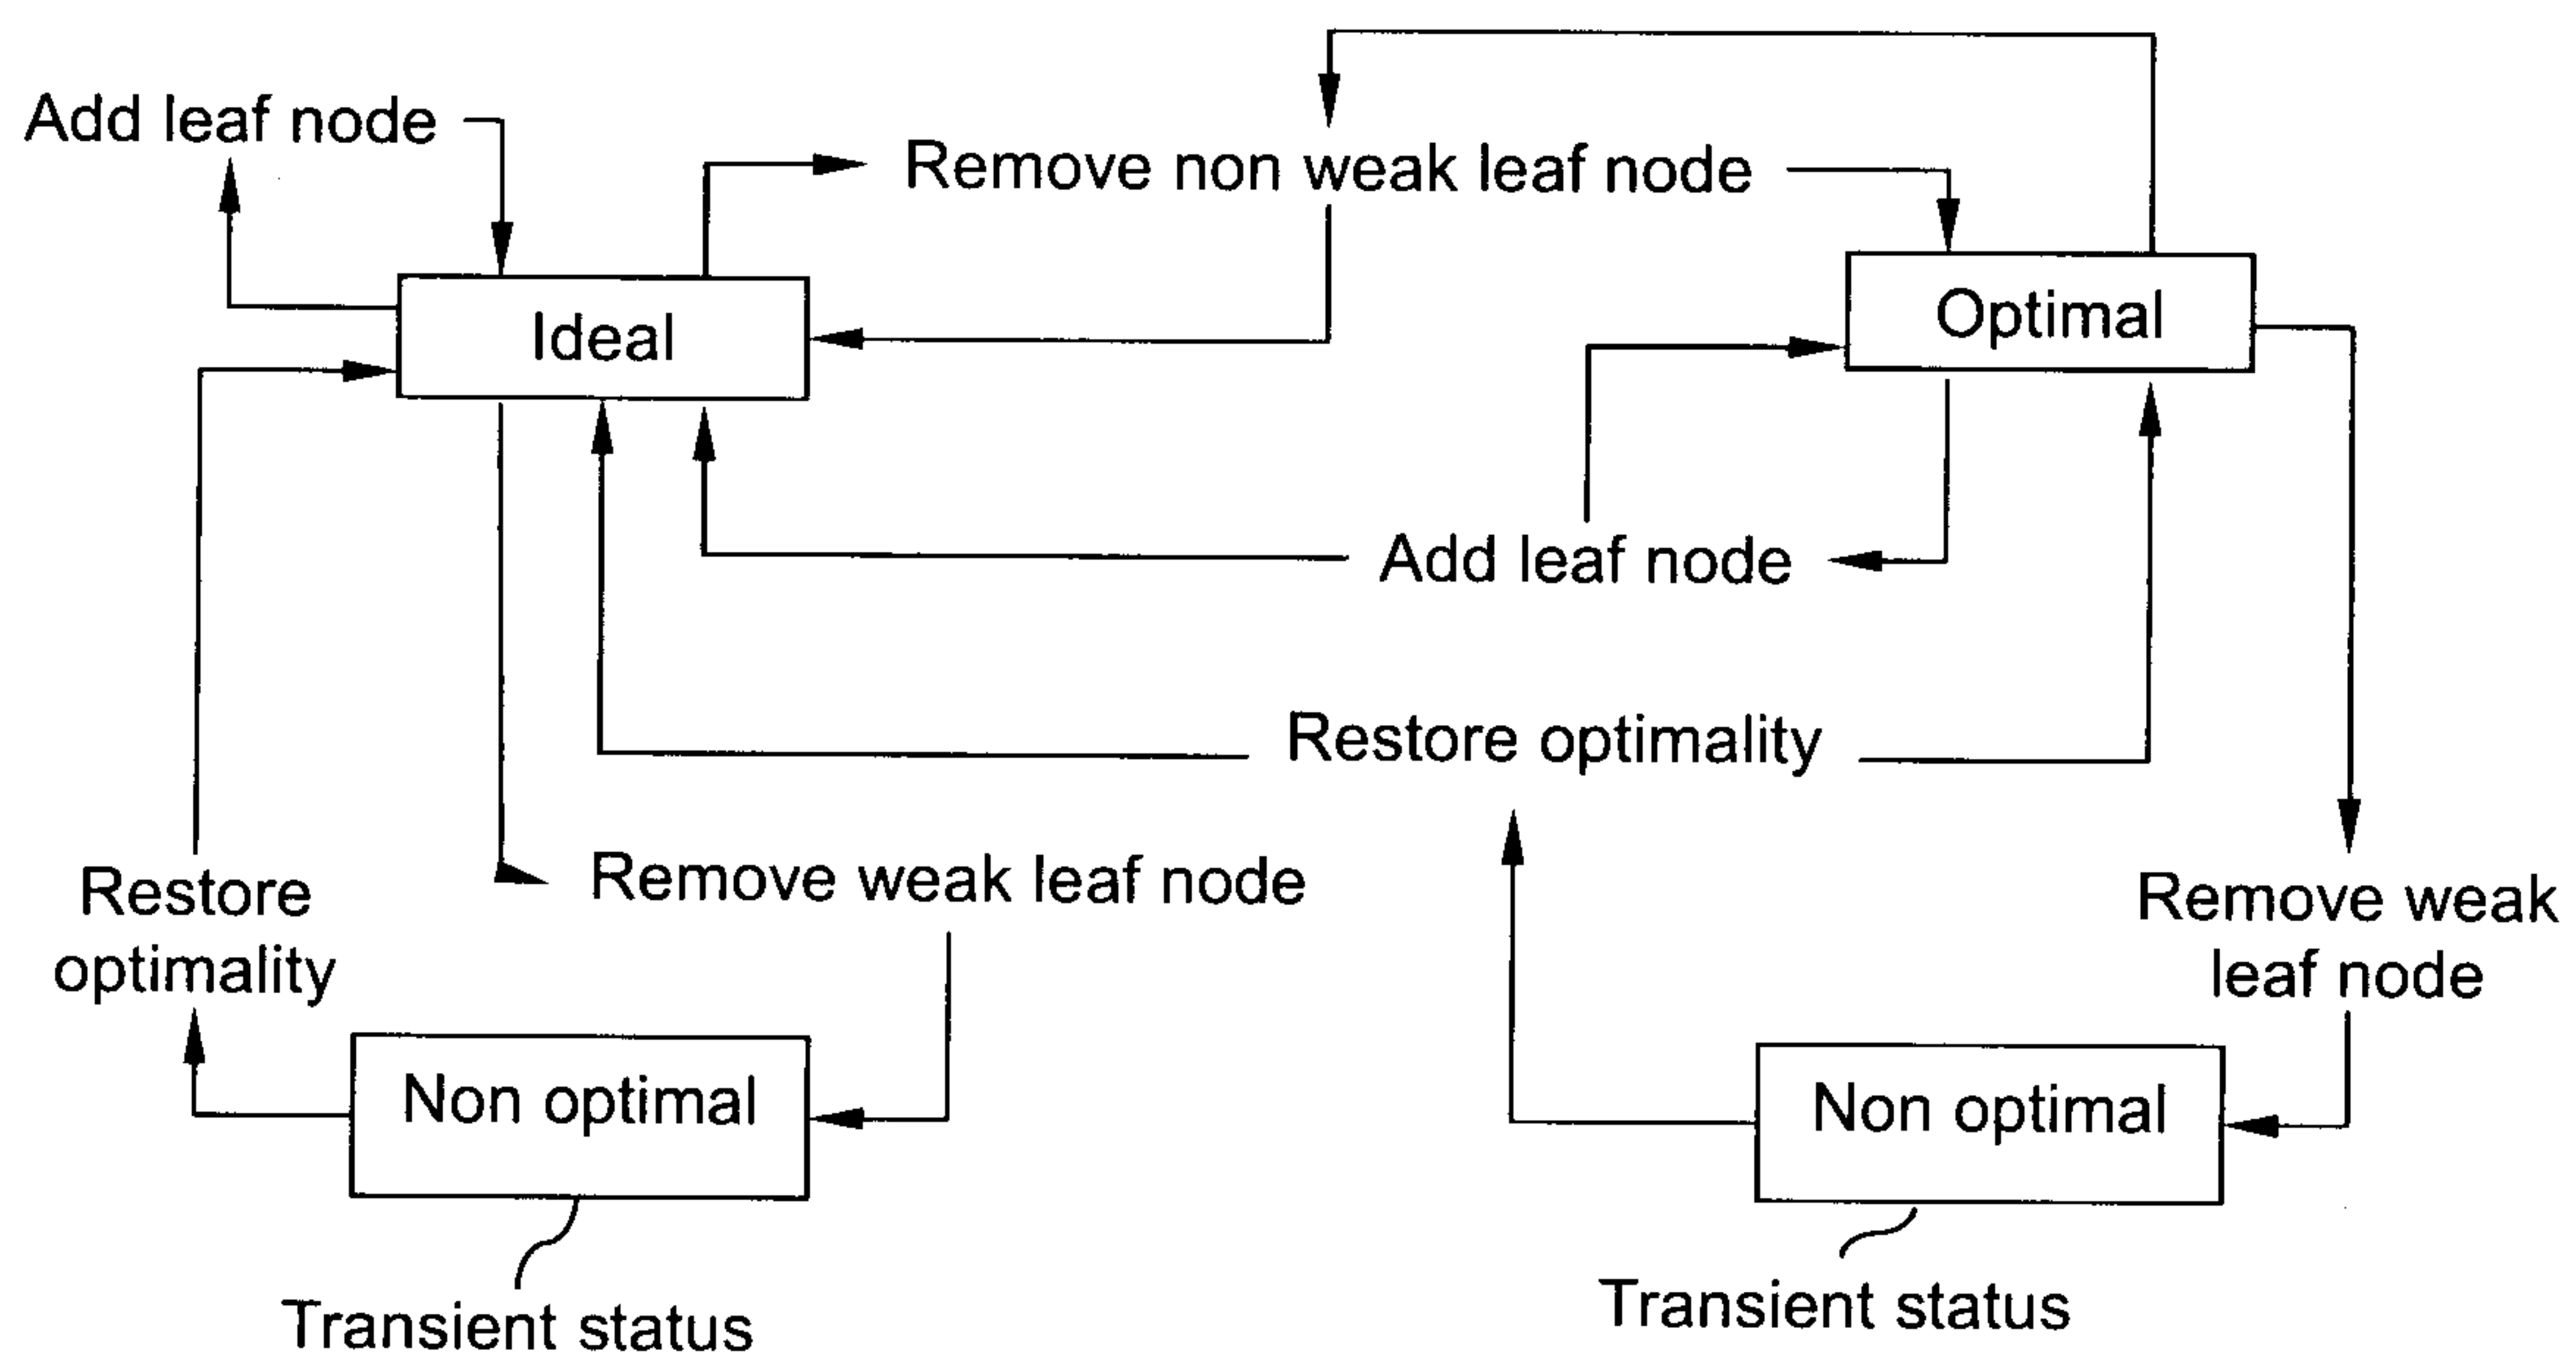 Add leaf node
Remove non weak leaf node
Ideal
Optimal
Add leaf node
Restore optimality
Remove weak leaf node
Restore
optimality
Remove weak
leaf node
Non optimal
Non optimal
Transient status
Transient status